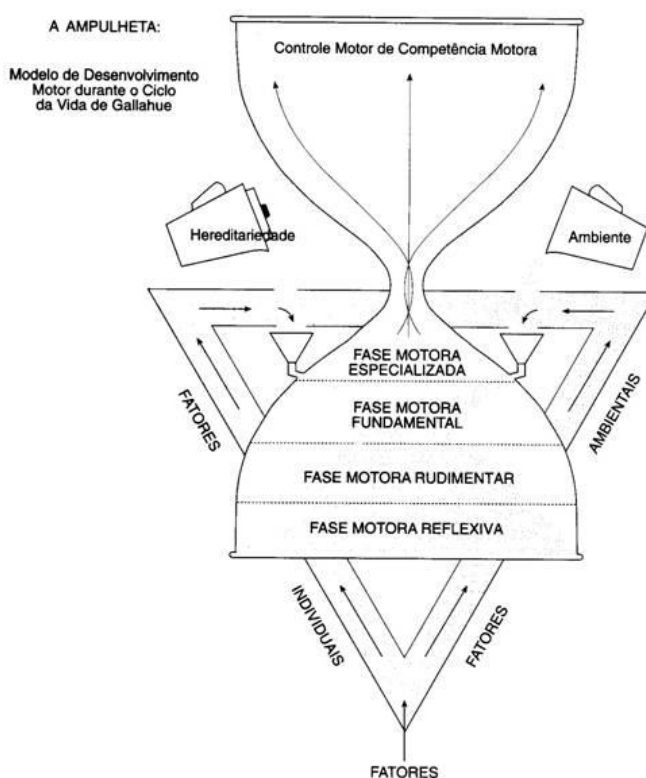 A AMPULHETA:
Modelo de Desenvolvimento
Motor durante o Ciclo
da Vida de Gallahue
Controle Motor de Competência Motora
Hereditariedade
Ambiente
FASE MOTORA
ESPECIALIZADA
FASE MOTORA
FUNDAMENTAL
FASE MOTORA RUDIMENTAR
FASE MOTORA REFLEXIVA
FATORES
AMBIENTAIS
INDIVIDUAIS
FATORES
FATORES